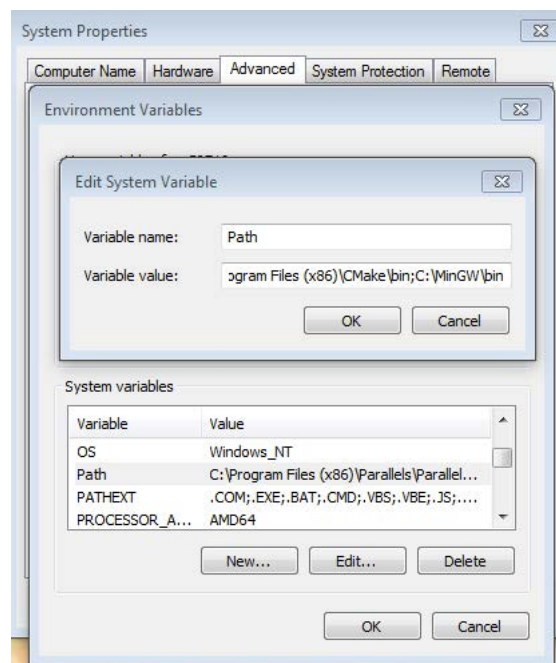 System Properties
Computer Name Hardware Advanced System Protection Remote
Environment Variables
Edit System Variable
Variable name: Path
Variable value: ogram Files (x86)\CMake\bin;C:\MinGW\bin
OK Cancel
System variables
Variable Value
OS Windows_NT
Path C:\Program Files (x86)\Parallels\Parallel...
PATHEXT .COM;.EXE;.BAT;.CMD;.VBS;.VBE;.JS;....
PROCESSOR_A... AMD64
New... Edit... Delete
OK Cancel